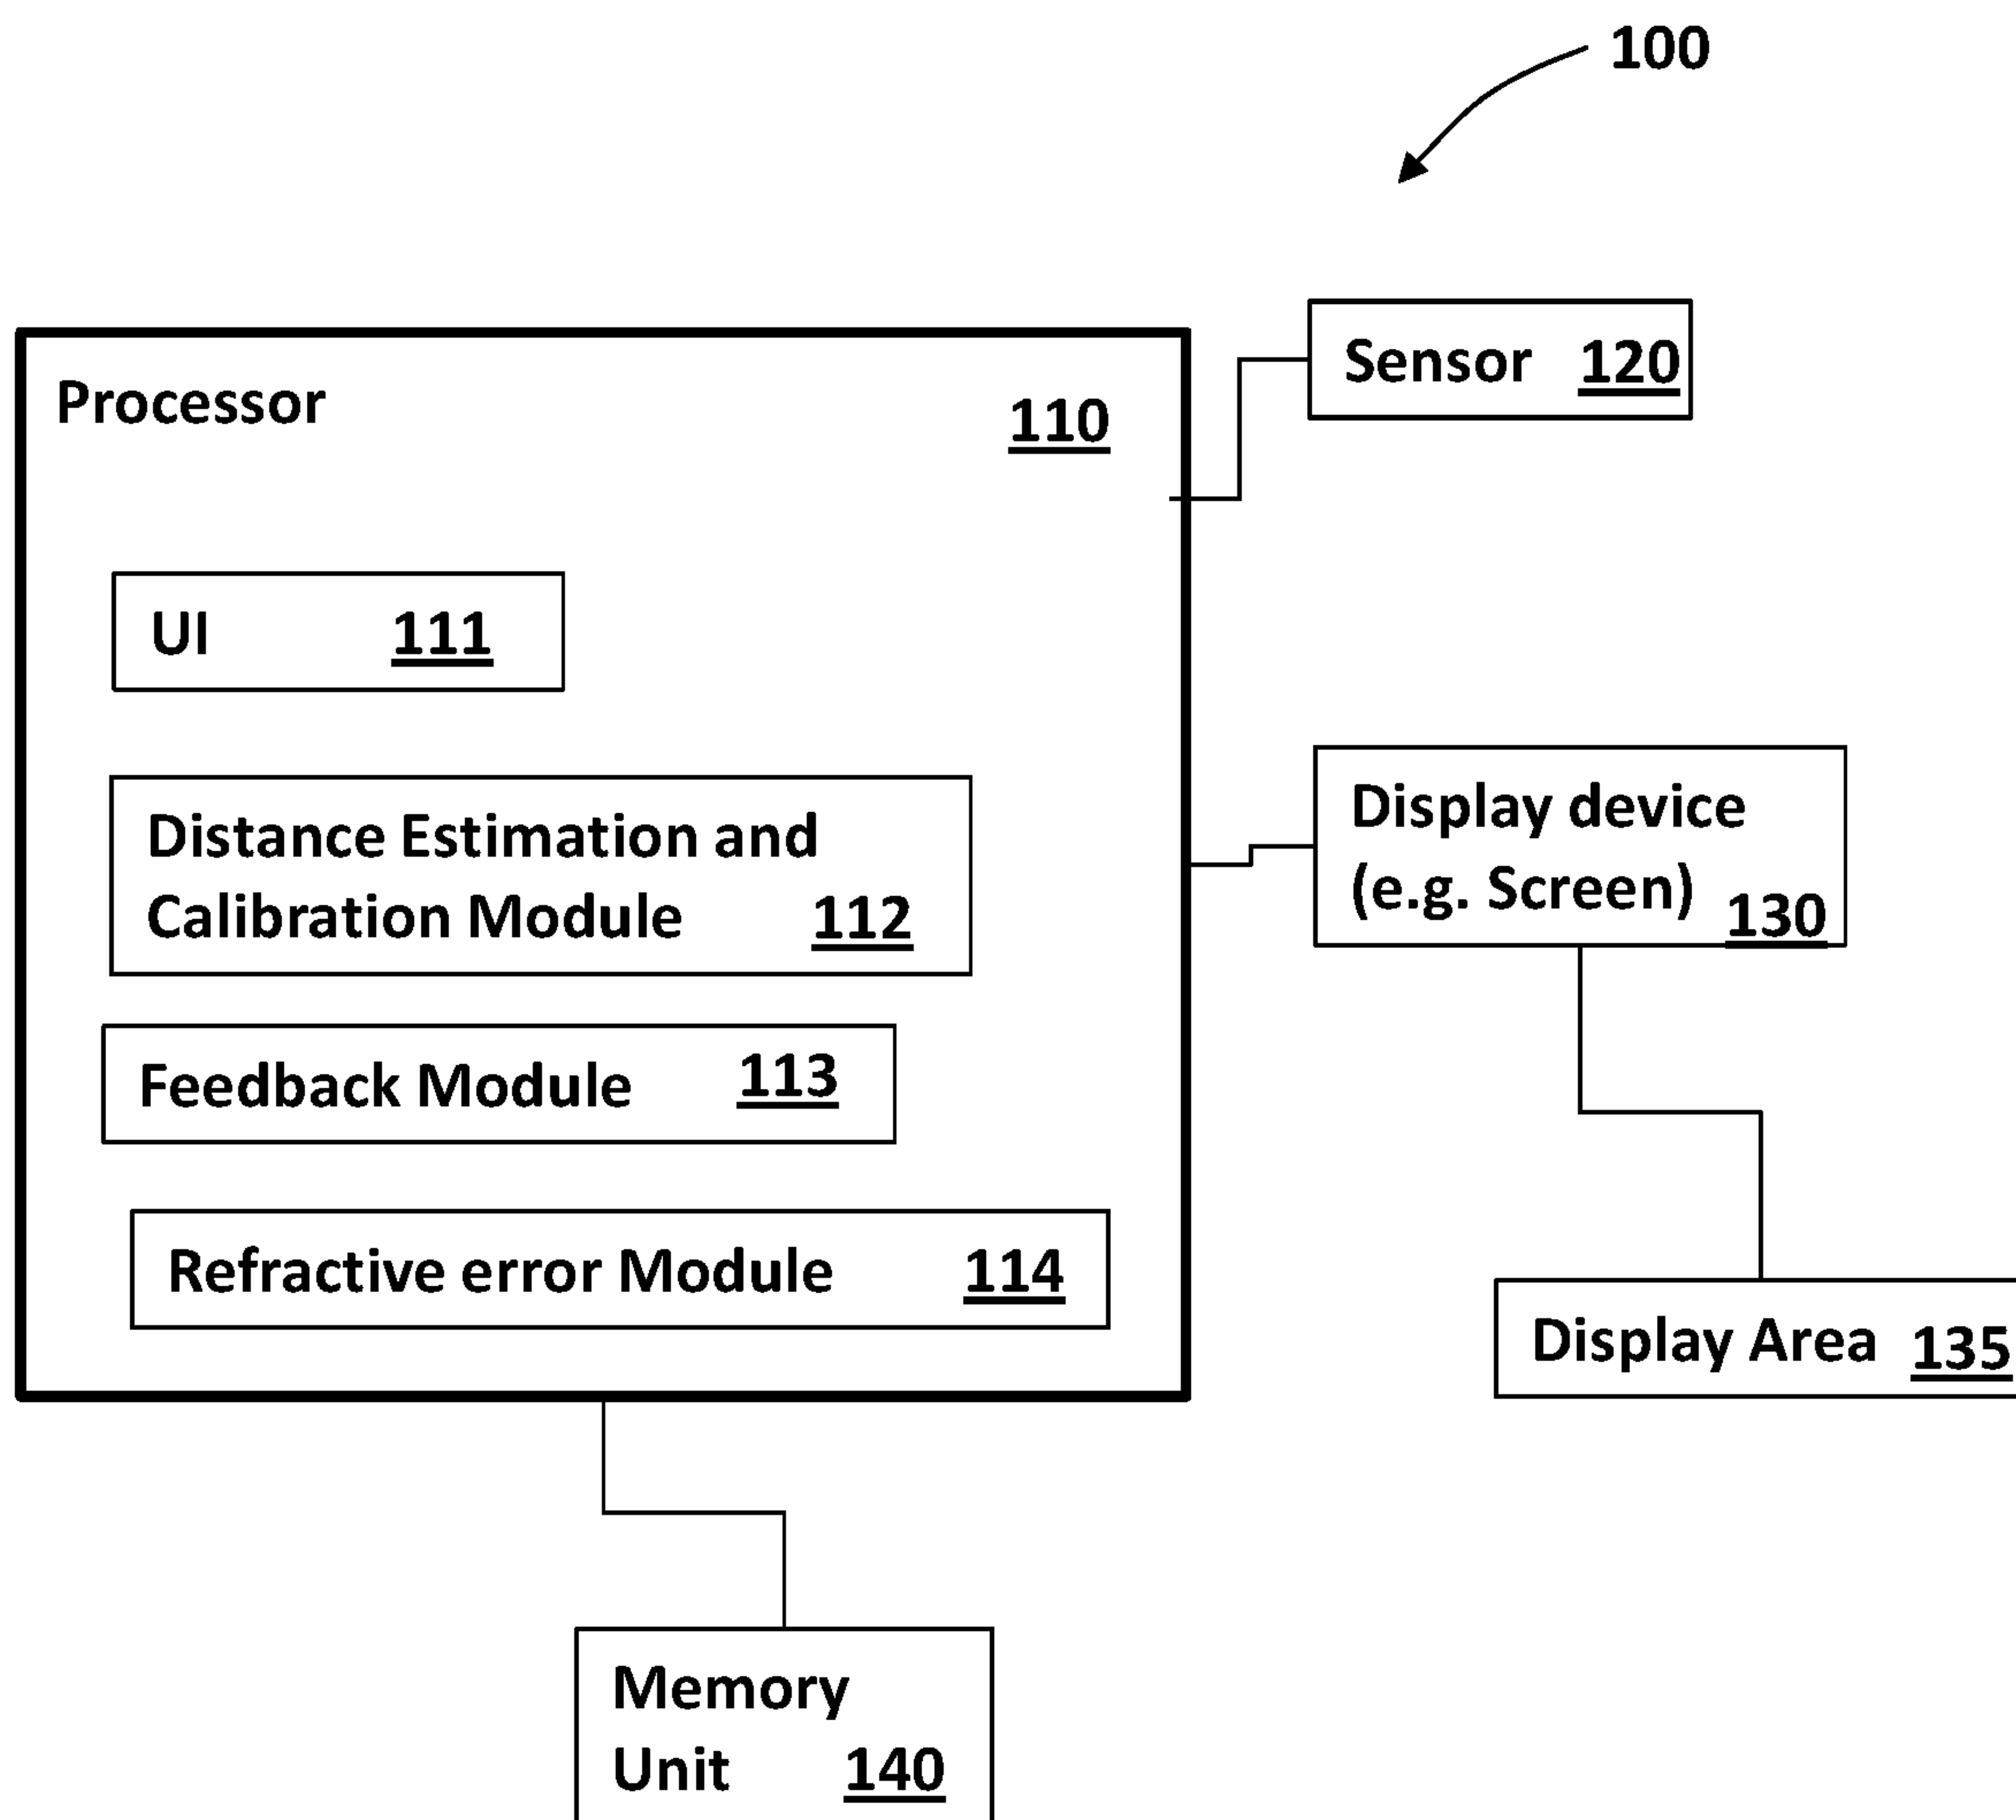 100
Processor 110
Sensor 120
UI 111
Distance Estimation and
Calibration Module 112
Feedback Module 113
Refractive error Module 114
Display device
(e.g. Screen) 130
Display Area 135
Memory
Unit 140